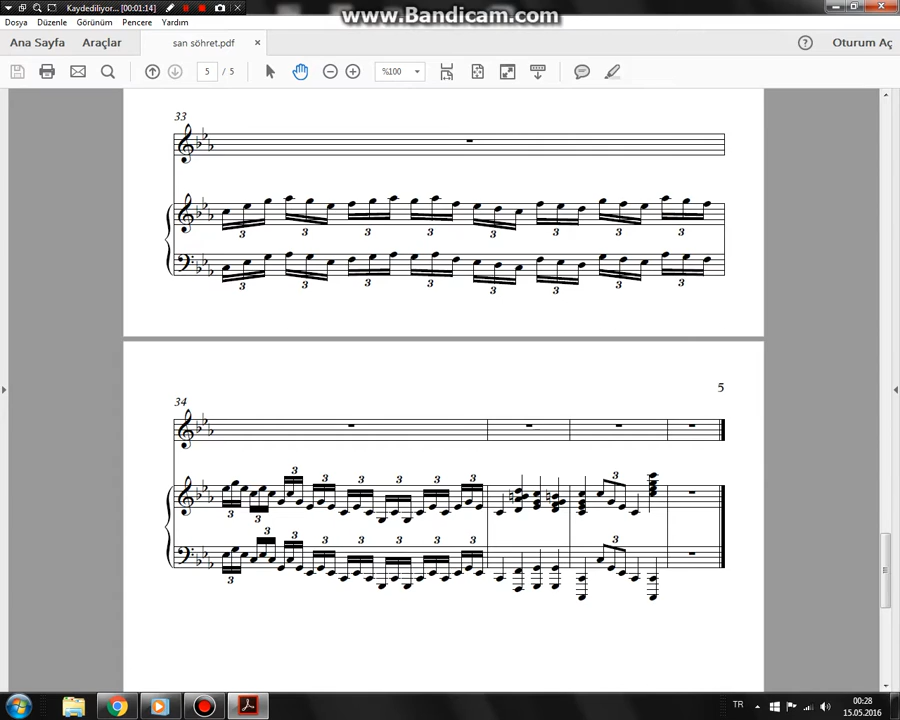 www.Bandicam.com
Kaydediliyor... [00:01:14]
Dosya Düzenle Görünüm Pencere Yardım
Ana Sayfa Araçlar san söhret.pdf × ? Oturum Aç
5 / 5 %100
33
3 3 3 3 3 3 3 3
3 3 3 3 3 3 3 3
5
34
3 3 3 3 3 3
3 3
3 3 3 3 3 3 3
3
TR 00:28
15.05.2016